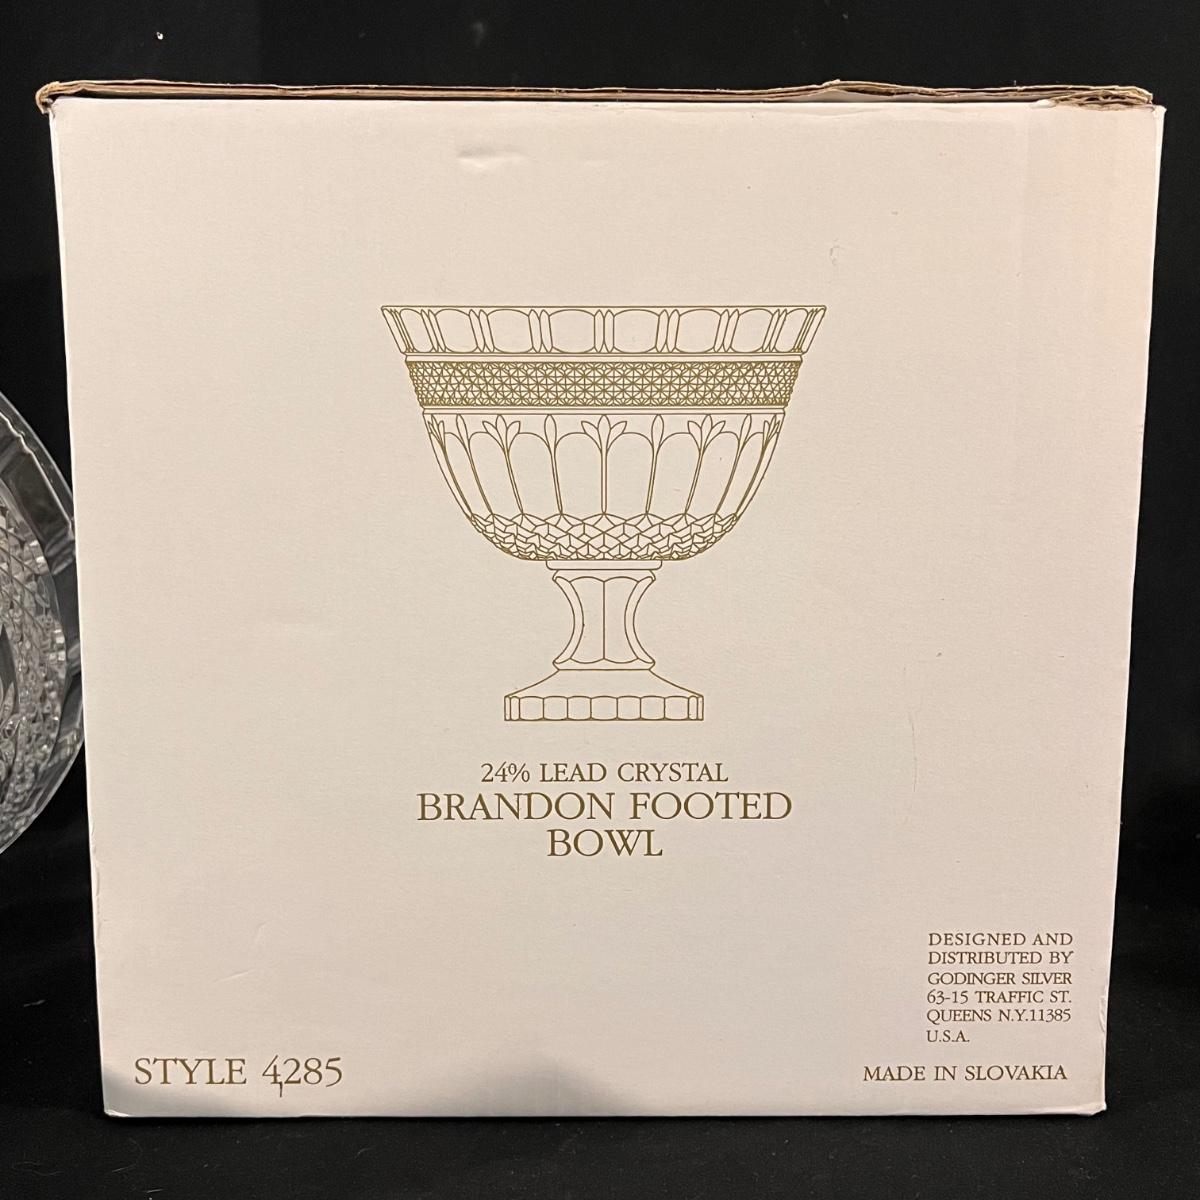 24% LEAD CRYSTAL
BRANDON FOOTED
BOWL
DESIGNED AND
DISTRIBUTED BY
GODINGER SILVER
63-15 TRAFFIC ST.
QUEENS N.Y.11385
U.S.A.
STYLE 4285
MADE IN SLOVAKIA